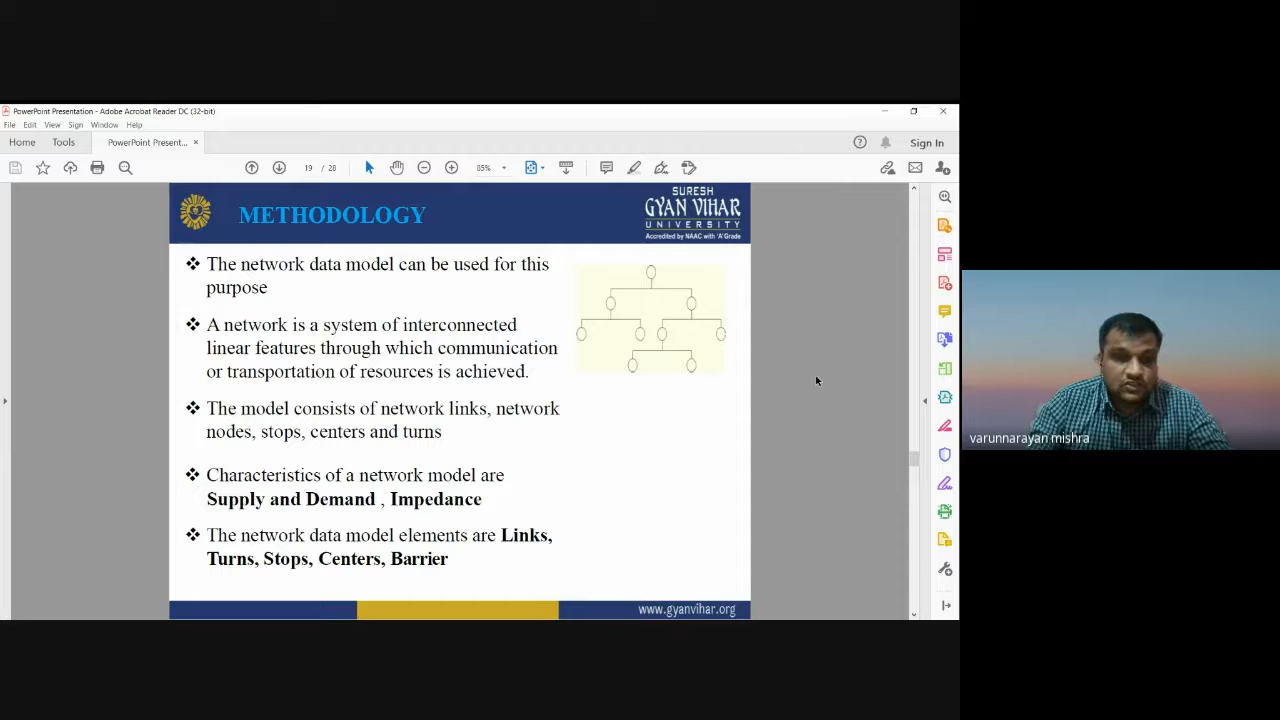 PowerPoint Presentation - Adobe Acrobat Reader DC (32-bit)
File Edit View Sign Window Help
Home Tools PowerPoint Present... × Sign In
19 / 28 85%
METHODOLOGY
SURESH
GYAN VIHAR
UNIVERSITY
Accredited by NAAC with 'A' Grade
❖ The network data model can be used for this
purpose
❖ A network is a system of interconnected
linear features through which communication
or transportation of resources is achieved.
❖ The model consists of network links, network
nodes, stops, centers and turns
❖ Characteristics of a network model are
Supply and Demand , Impedance
❖ The network data model elements are Links,
Turns, Stops, Centers, Barrier
www.gyanvihar.org
varunnarayan mishra